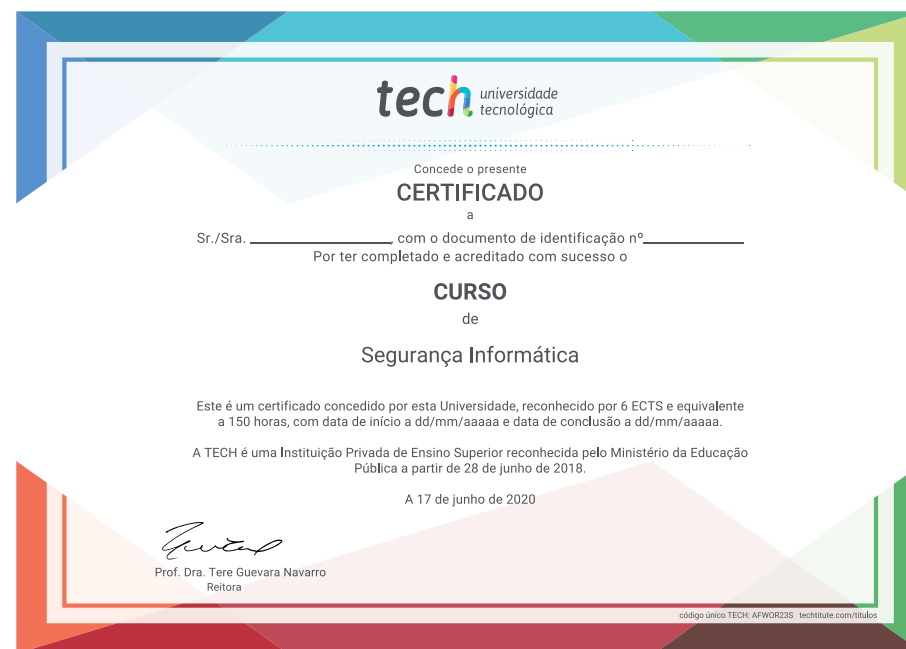 tech universidade
tecnológica
Concede o presente
CERTIFICADO
a
Sr./Sra. ________________, com o documento de identificação nº____________
Por ter completado e acreditado com sucesso o
CURSO
de
Segurança Informática
Este é um certificado concedido por esta Universidade, reconhecido por 6 ECTS e equivalente
a 150 horas, com data de início a dd/mm/aaaaa e data de conclusão a dd/mm/aaaaa.
A TECH é uma Instituição Privada de Ensino Superior reconhecida pelo Ministério da Educação
Pública a partir de 28 de junho de 2018.
A 17 de junho de 2020
Prof. Dra. Tere Guevara Navarro
Reitora
código único TECH: AFWOR23S techtitute.com/titulos